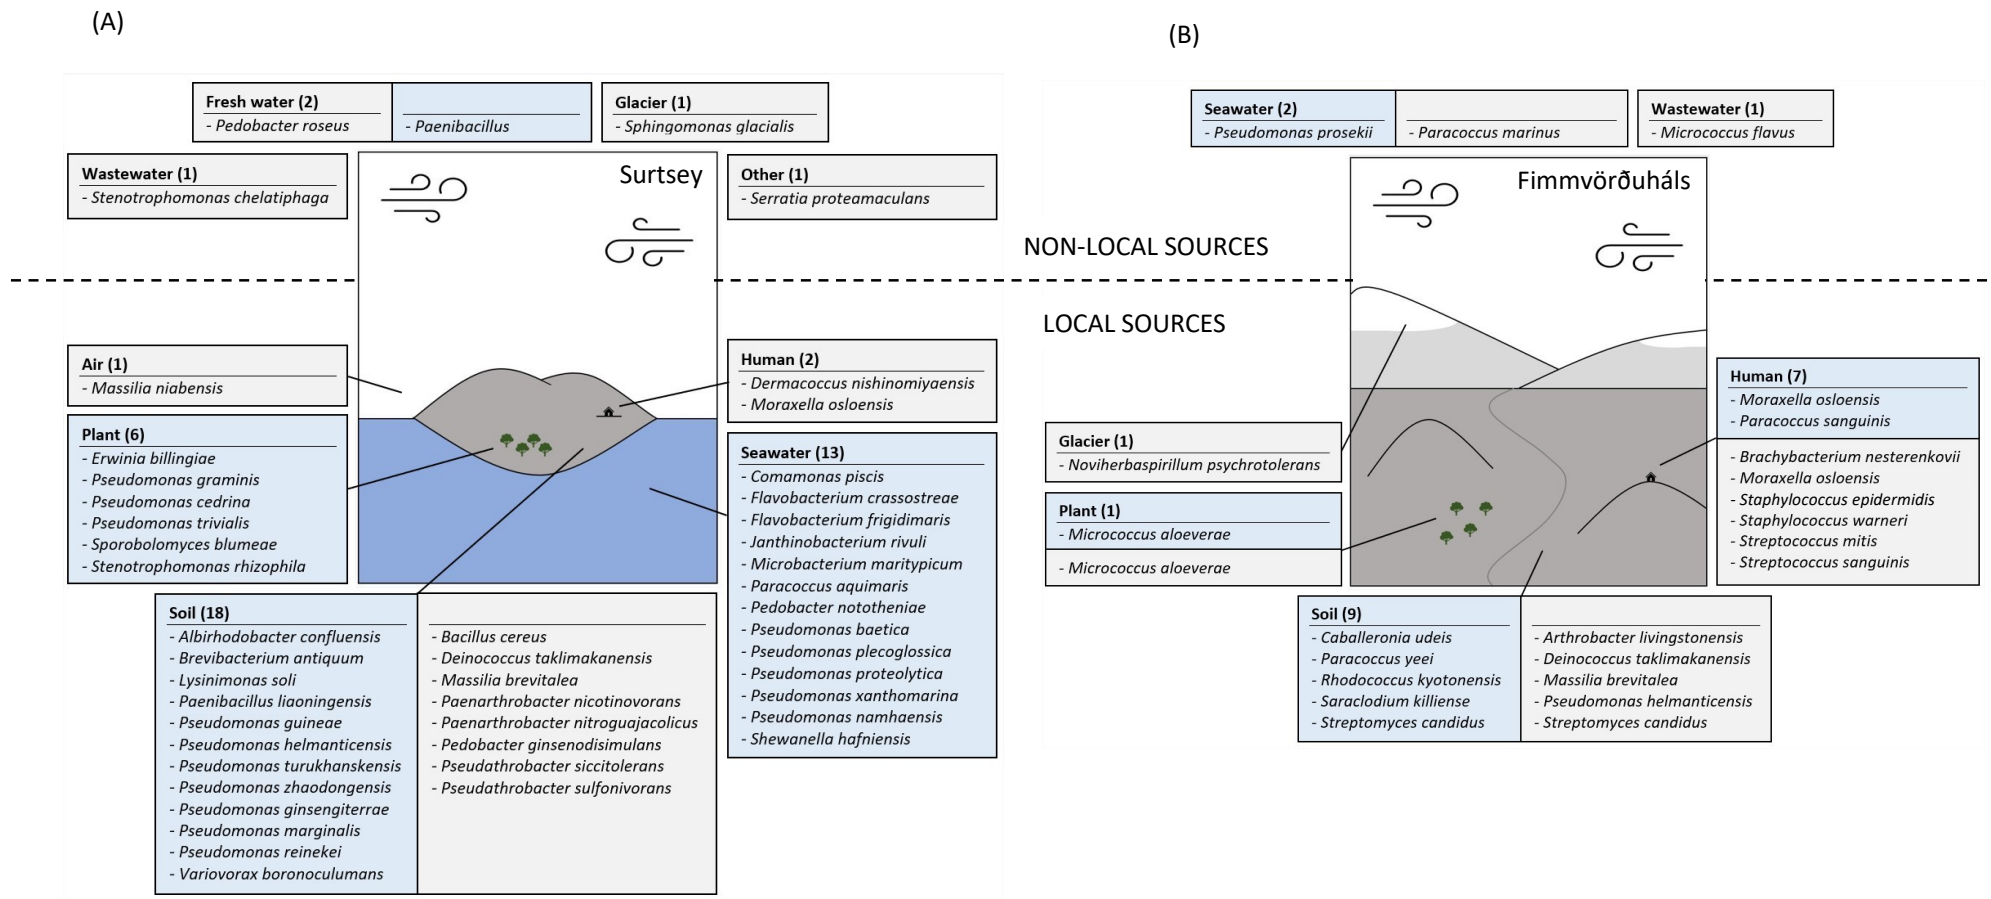 (A)
Fresh water (2)
- Pedobacter roseus
- Paenibacillus
Glacier (1)
- Sphingomonas glacialis
Wastewater (1)
- Stenotrophomonas chelatiphaga
Surtsey
Other (1)
- Serratia proteamaculans
Air (1)
- Massilia niabensis
Human (2)
- Dermacoccus nishinomiyaensis
- Moraxella osloensis
Plant (6)
- Erwinia billingiae
- Pseudomonas graminis
- Pseudomonas cedrina
- Pseudomonas trivialis
- Sporobolomyces blumeae
- Stenotrophomonas rhizophila
Seawater (13)
- Comamonas piscis
- Flavobacterium crassostreae
- Flavobacterium frigidimaris
- Janthinobacterium rivuli
- Microbacterium maritypicum
- Paracoccus aquimaris
- Pedobacter nototheniae
- Pseudomonas baetica
- Pseudomonas plecoglossica
- Pseudomonas proteolytica
- Pseudomonas xanthomarina
- Pseudomonas namhaensis
- Shewanella hafniensis
Soil (18)
- Albirhodobacter confluensis
- Brevibacterium antiquum
- Lysinimonas soli
- Paenibacillus liaoningensis
- Pseudomonas guineae
- Pseudomonas helmanticensis
- Pseudomonas turukhanskensis
- Pseudomonas zhaodongensis
- Pseudomonas ginsengiterrae
- Pseudomonas marginalis
- Pseudomonas reinekei
- Variovorax boronoculumans
- Bacillus cereus
- Deinococcus taklimakanensis
- Massilia brevitalea
- Paenarthrobacter nicotinovorans
- Paenarthrobacter nitroguajacolicus
- Pedobacter ginsenodisimulans
- Pseudathrobacter siccitolerans
- Pseudathrobacter sulfonivorans
NON-LOCAL SOURCES
LOCAL SOURCES
(B)
Seawater (2)
- Pseudomonas prosekii
- Paracoccus marinus
Wastewater (1)
- Micrococcus flavus
Fimmvörðuháls
Glacier (1)
- Noviherbaspirillum psychrotolerans
Plant (1)
- Micrococcus aloeverae
- Micrococcus aloeverae
Human (7)
- Moraxella osloensis
- Paracoccus sanguinis
- Brachybacterium nesterenkovii
- Moraxella osloensis
- Staphylococcus epidermidis
- Staphylococcus warneri
- Streptococcus mitis
- Streptococcus sanguinis
Soil (9)
- Caballeronia udeis
- Paracoccus yeei
- Rhodococcus kyotonensis
- Saraclodium killiense
- Streptomyces candidus
- Arthrobacter livingstonensis
- Deinococcus taklimakanensis
- Massilia brevitalea
- Pseudomonas helmanticensis
- Streptomyces candidus